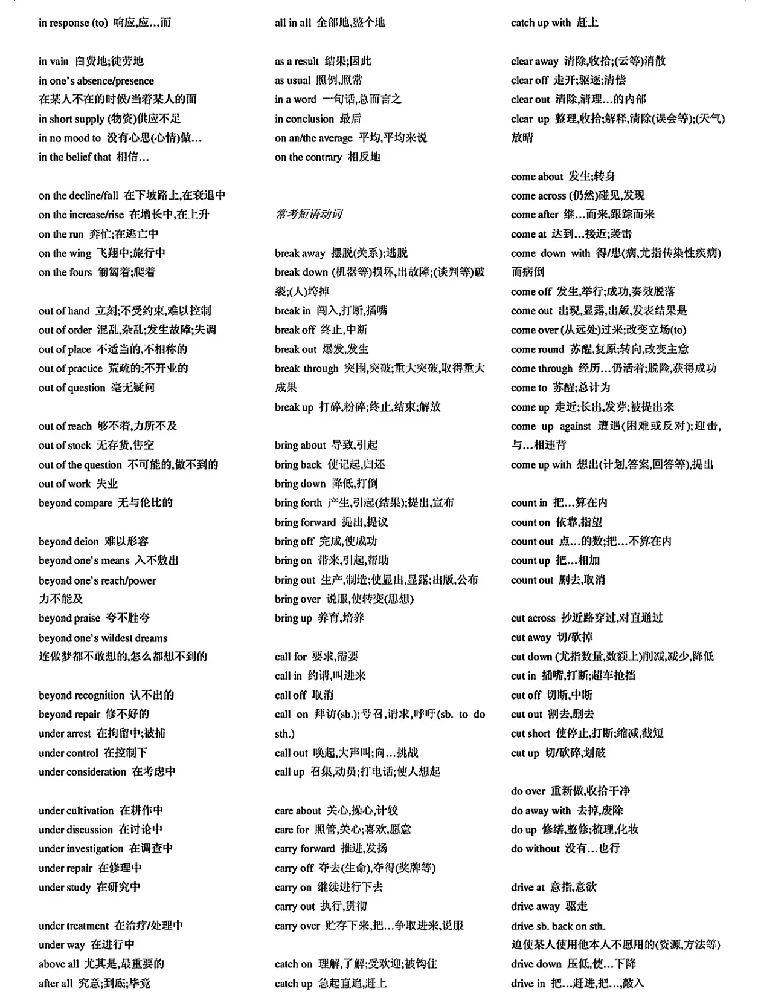 in response (to) 响应,应…而
in vain 白费地;徒劳地
in one's absence/presence
在某人不在的时候/当着某人的面
in short supply (物资)供应不足
in no mood to 没有心思(心情)做…
in the belief that 相信…
on the decline/fall 在下坡路上,在衰退中
on the increase/rise 在增长中,在上升
on the run 奔忙;在逃亡中
on the wing 飞翔中;旅行中
on the fours 匍匐着;爬着
out of hand 立刻;不受约束,难以控制
out of order 混乱,杂乱;发生故障;失调
out of place 不适当的,不相称的
out of practice 荒疏的;不开业的
out of question 毫无疑问
out of reach 够不着,力所不及
out of stock 无存货,售空
out of the question 不可能的,做不到的
out of work 失业
beyond compare 无与伦比的
beyond deion 难以形容
beyond one's means 入不敷出
beyond one's reach/power
力不能及
beyond praise 夸不胜夸
beyond one's wildest dreams
连做梦都不敢想的,怎么都想不到的
beyond recognition 认不出的
beyond repair 修不好的
under arrest 在拘留中;被捕
under control 在控制下
under consideration 在考虑中
under cultivation 在耕作中
under discussion 在讨论中
under investigation 在调查中
under repair 在修理中
under study 在研究中
under treatment 在治疗/处理中
under way 在进行中
above all 尤其是,最重要的
after all 究意;到底;毕竟
all in all 全部地,整个地
as a result 结果;因此
as usual 照例,照常
in a word 一句话,总而言之
in conclusion 最后
on an/the average 平均,平均来说
on the contrary 相反地
常考短语动词
break away 摆脱(关系);逃脱
break down (机器等)损坏,出故障;(谈判等)破
裂;(人)垮掉
break in 闯入,打断,插嘴
break off 终止,中断
break out 爆发,发生
break through 突围,突破;重大突破,取得重大
成果
break up 打碎,粉碎;终止,结束;解放
bring about 导致,引起
bring back 使记起,归还
bring down 降低,打倒
bring forth 产生,引起(结果);提出,宣布
bring forward 提出,提议
bring off 完成,使成功
bring on 带来,引起,帮助
bring out 生产,制造;使显出,显露;出版,公布
bring over 说服,使转变(思想)
bring up 养育,培养
call for 要求,需要
call in 约请,叫进来
call off 取消
call on 拜访(sb.);号召,请求,呼吁(sb. to do
sth.)
call out 唤起,大声叫;向…挑战
call up 召集,动员;打电话;使人想起
care about 关心,操心,计较
care for 照管,关心;喜欢,愿意
carry forward 推进,发扬
carry off 夺去(生命),夺得(奖牌等)
carry on 继续进行下去
carry out 执行,贯彻
carry over 贮存下来,把…争取进来,说服
catch on 理解,了解;受欢迎;被钩住
catch up 急起直追,赶上
catch up with 赶上
clear away 清除,收拾;(云等)消散
clear off 走开;驱逐;清偿
clear out 清除,清理…的内部
clear up 整理,收拾;解释,清除(误会等);(天气)
放晴
come about 发生;转身
come across (仍然)碰见,发现
come after 继…而来,跟踪而来
come at 达到…接近;袭击
come down with 得/患(病,尤指传染性疾病)
而病倒
come off 发生,举行;成功,奏效脱落
come out 出现,显露,出版,发表结果是
come over (从远处)过来;改变立场(to)
come round 苏醒,复原;转向,改变主意
come through 经历…仍活着;脱险,获得成功
come to 苏醒;总计为
come up 走近;长出,发芽;被提出来
come up against 遭遇(困难或反对);迎击,
与…相违背
come up with 想出(计划,答案,回答等),提出
count in 把…算在内
count on 依靠,指望
count out 点…的数;把…不算在内
count up 把…相加
count out 删去,取消
cut across 抄近路穿过,对直通过
cut away 切/砍掉
cut down (尤指数量,数额上)削减,减少,降低
cut in 插嘴,打断;超车抢挡
cut off 切断,中断
cut out 割去,删去
cut short 使停止,打断;缩减,截短
cut up 切/砍碎,划破
do over 重新做,收拾干净
do away with 去掉,废除
do up 修缮,整修;梳理,化妆
do without 没有…也行
drive at 意指,意欲
drive away 驱走
drive sb. back on sth.
迫使某人使用他本人不愿用的(资源,方法等)
drive down 压低,使…下降
drive in 把…赶进,把…,敲入